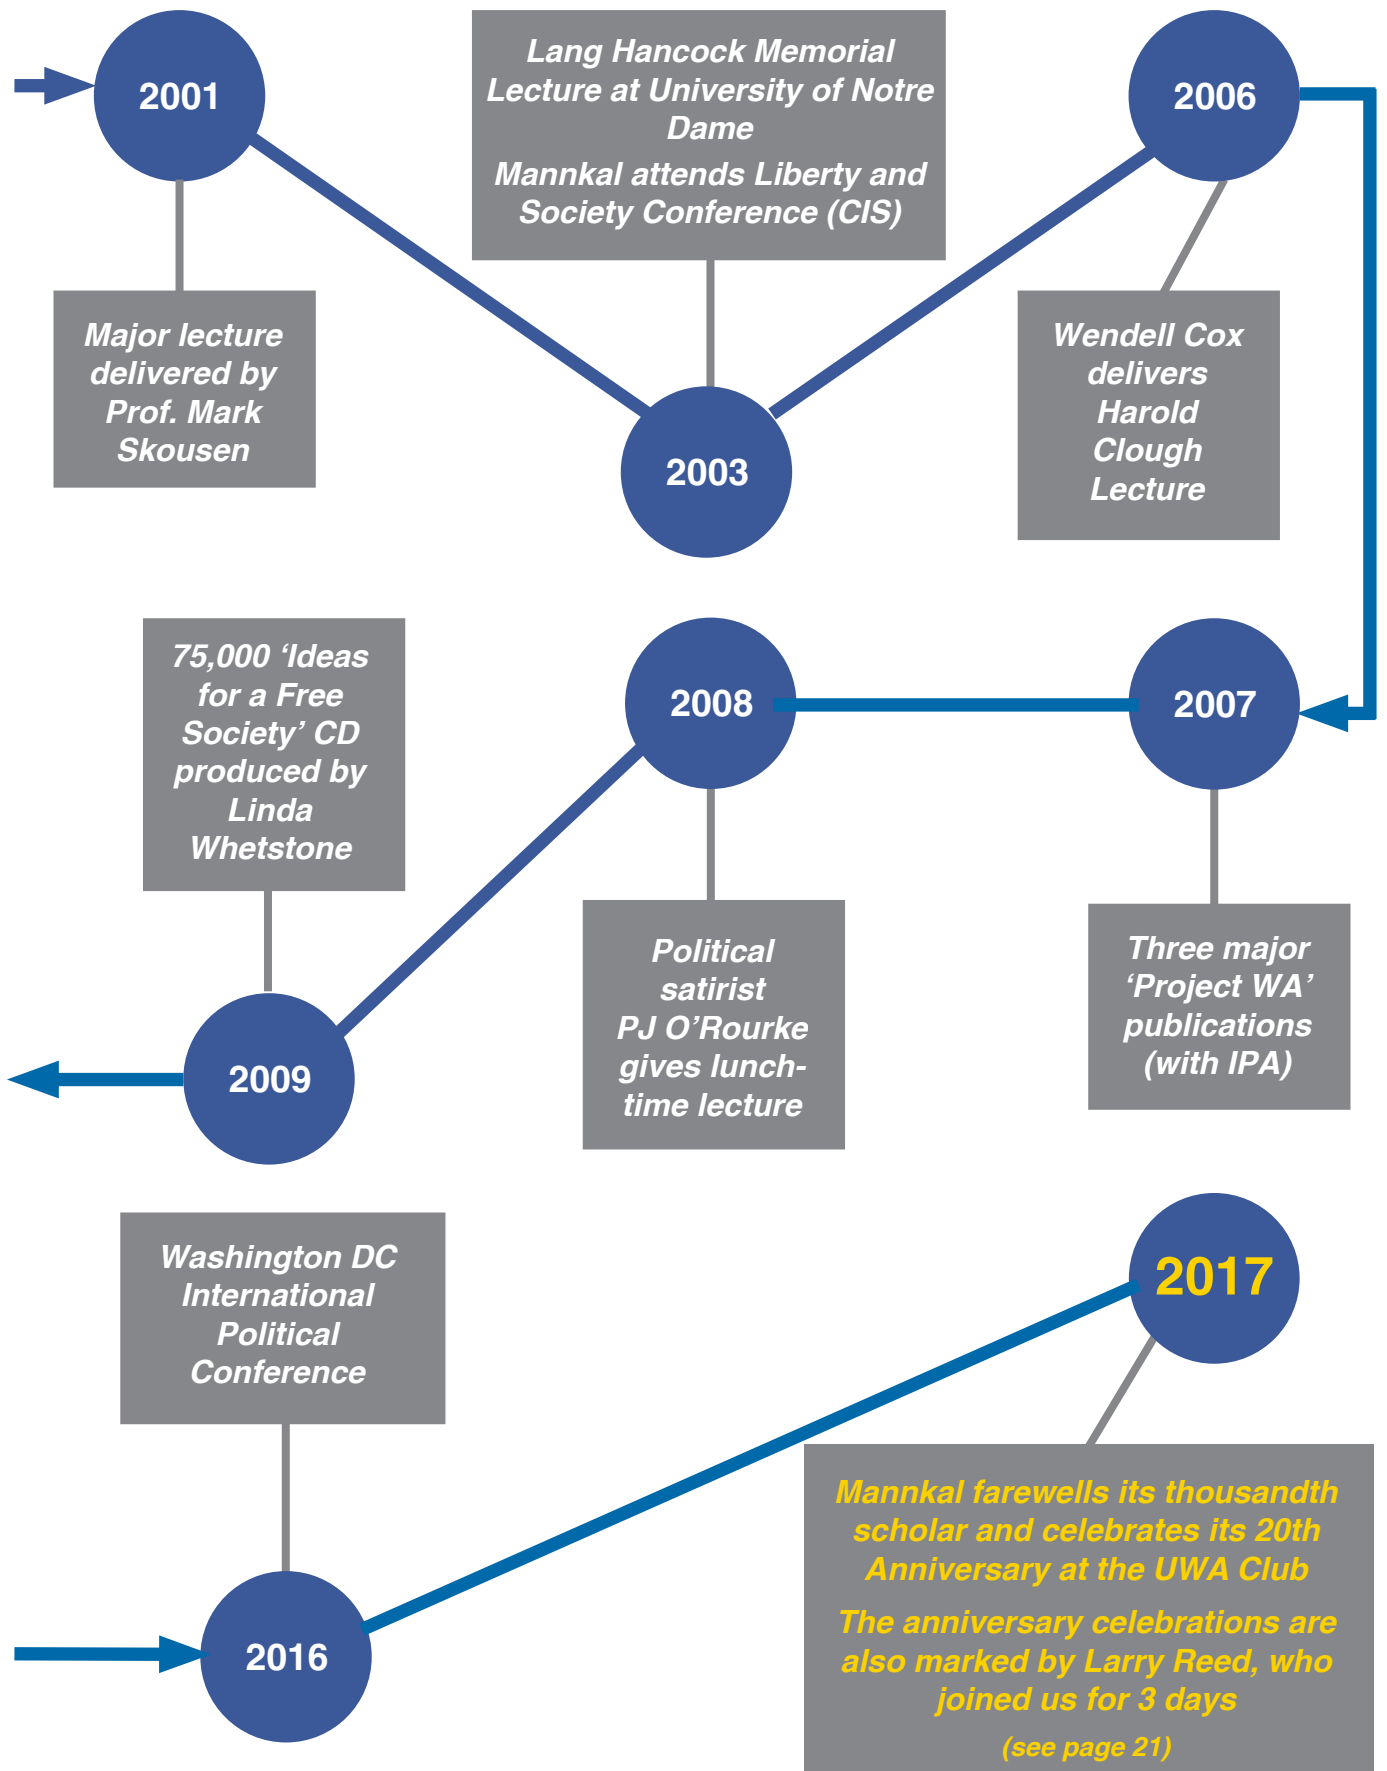 2001
Major lecture
delivered by
Prof. Mark
Skousen
Lang Hancock Memorial
Lecture at University of Notre
Dame
Mannkal attends Liberty and
Society Conference (CIS)
2003
2006
Wendell Cox
delivers
Harold
Clough
Lecture
2007
Three major
‘Project WA’
publications
(with IPA)
2008
Political
satirist
PJ O’Rourke
gives lunch-
time lecture
75,000 ‘Ideas
for a Free
Society’ CD
produced by
Linda
Whetstone
2009
Washington DC
International
Political
Conference
2016
2017
Mannkal farewells its thousandth
scholar and celebrates its 20th
Anniversary at the UWA Club
The anniversary celebrations are
also marked by Larry Reed, who
joined us for 3 days
(see page 21)